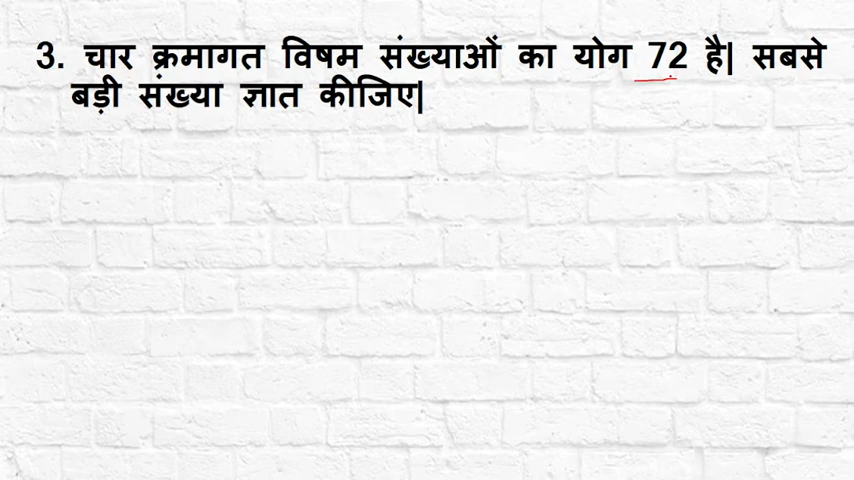 3. चार क्रमागत विषम संख्याओं का योग 72 है| सबसे
बड़ी संख्या ज्ञात कीजिए|